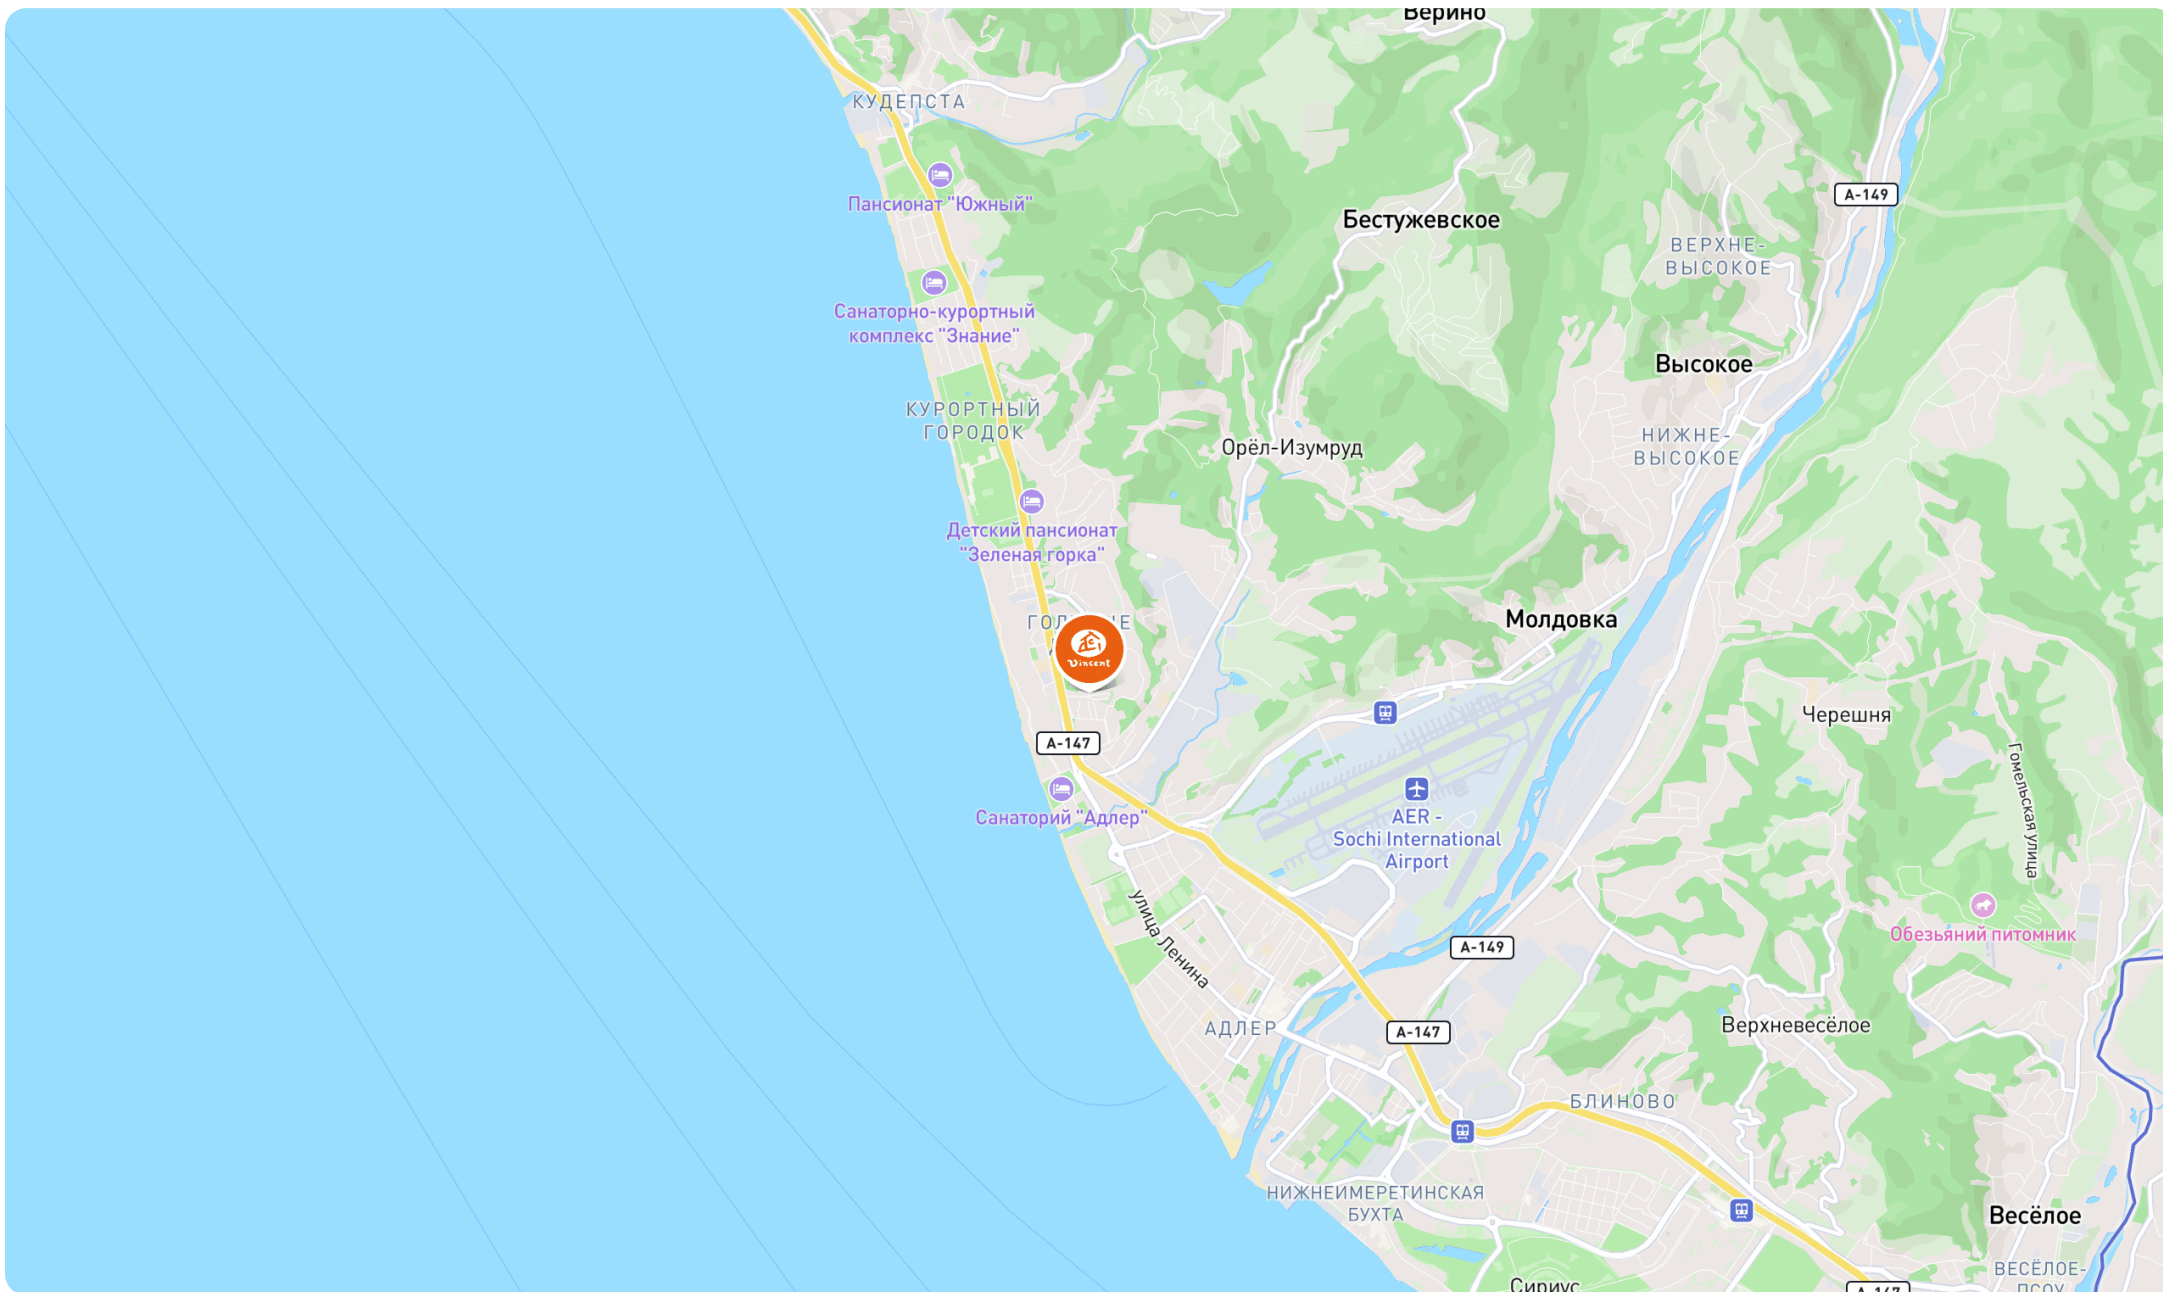 Верино
КУДЕПСТА
А-149
Пансионат "Южный"
Бестужевское
ВЕРХНЕ-
ВЫСОКОЕ
Санаторно-курортный
комплекс "Знание"
Высокое
КУРОРТНЫЙ
ГОРОДОК
НИЖНЕ-
ВЫСОКОЕ
Орёл-Изумруд
Детский пансионат
"Зеленая горка"
Молдовка
Vincent
Черешня
А-147
Гомельская улица
Санаторий "Адлер"
AER -
Sochi International
Airport
улица Ленина
Обезьяний питомник
А-149
АДЛЕР
А-147
Верхневесёлое
БЛИНОВО
НИЖНЕИМЕРЕТИНСКАЯ
БУХТА
Весёлое
ВЕСЁЛОЕ-
ПСОУ
Сириус
А-147